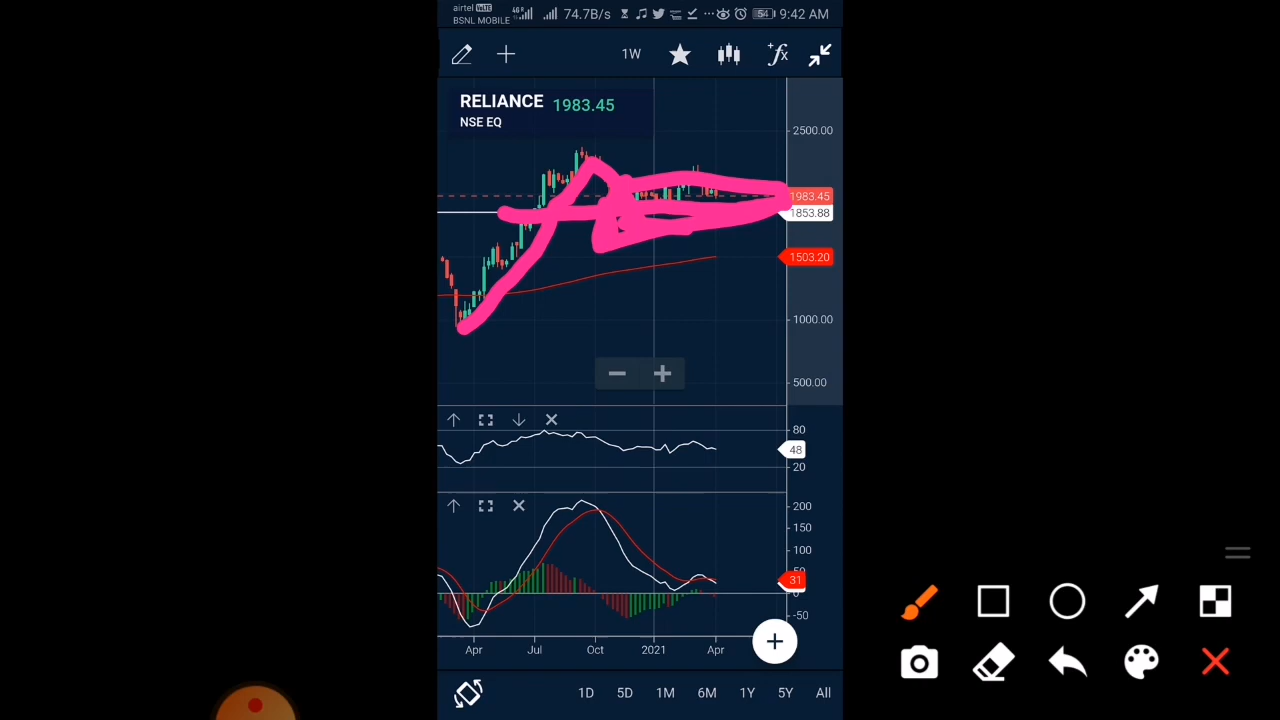 airtel VoLTE
BSNL MOBILE 74.7B/s 54 9:42 AM
1W
RELIANCE 1983.45
NSE EQ
2500.00
1983.45
1853.88
1503.20
1000.00
500.00
80
48
20
200
150
100
50
31
0
-50
Apr Jul Oct 2021 Apr
1D 5D 1M 6M 1Y 5Y All